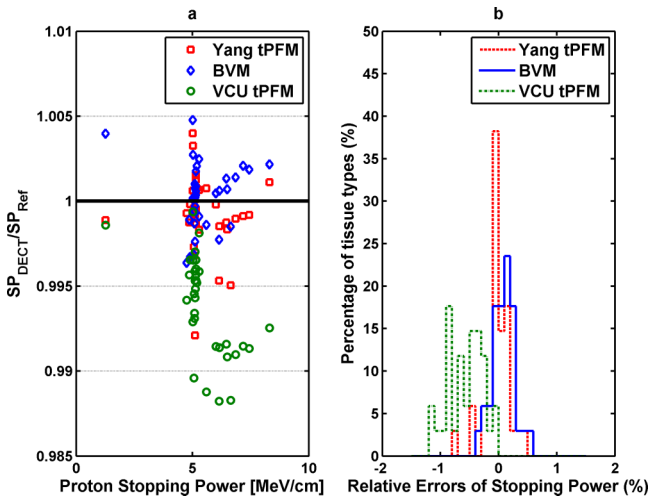 a
SP_DECT/SP_Ref
1.01
1.005
1
0.995
0.99
0.985
0
5
10
Proton Stopping Power [MeV/cm]
Yang tPFM
BVM
VCU tPFM
b
Percentage of tissue types (%)
50
45
40
35
30
25
20
15
10
5
0
-2
-1
0
1
2
Relative Errors of Stopping Power (%)
Yang tPFM
BVM
VCU tPFM